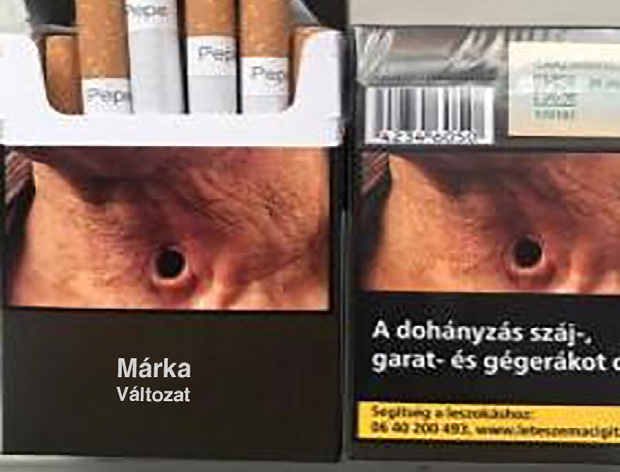 Pepe
Pepe
Pepe
Pepe
42346050
Márka
Változat
A dohányzás száj-,
garat- és gégerákot
Segítség a leszokáshoz:
06 40 200 493, www.leteszemacigit